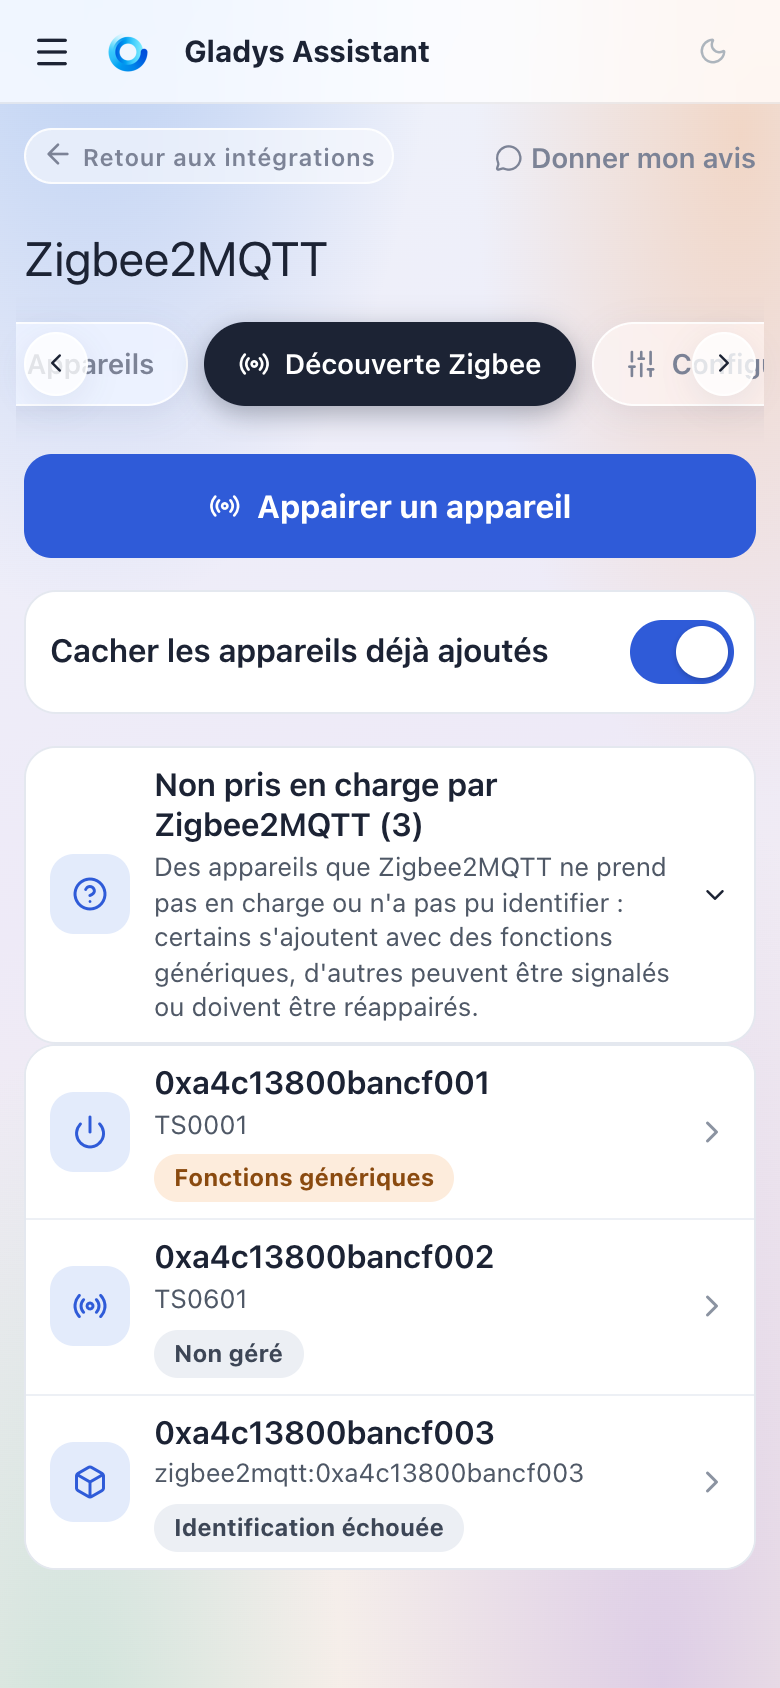 Gladys Assistant
Retour aux intégrations
Donner mon avis
Zigbee2MQTT
Appareils
Découverte Zigbee
Configu
Appairer un appareil
Cacher les appareils déjà ajoutés
Non pris en charge par
Zigbee2MQTT (3)
Des appareils que Zigbee2MQTT ne prend
pas en charge ou n'a pas pu identifier :
certains s'ajoutent avec des fonctions
génériques, d'autres peuvent être signalés
ou doivent être réappairés.
0xa4c13800bancf001
TS0001
Fonctions génériques
0xa4c13800bancf002
TS0601
Non géré
0xa4c13800bancf003
zigbee2mqtt:0xa4c13800bancf003
Identification échouée